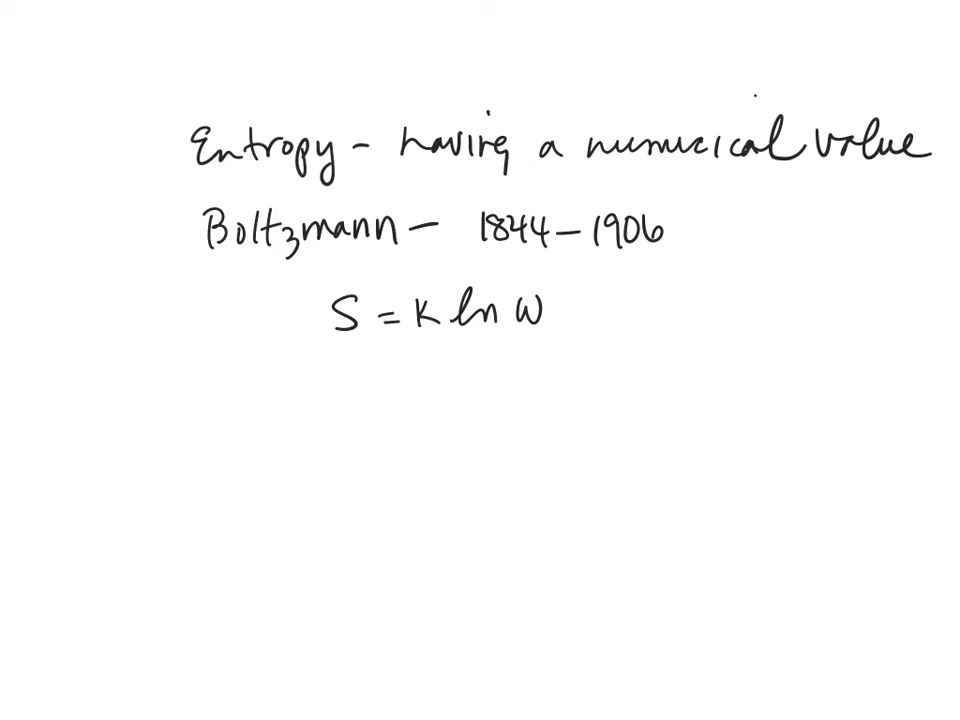 Entropy - having a numerical value
Boltzmann - 1844 - 1906
S = K ln W